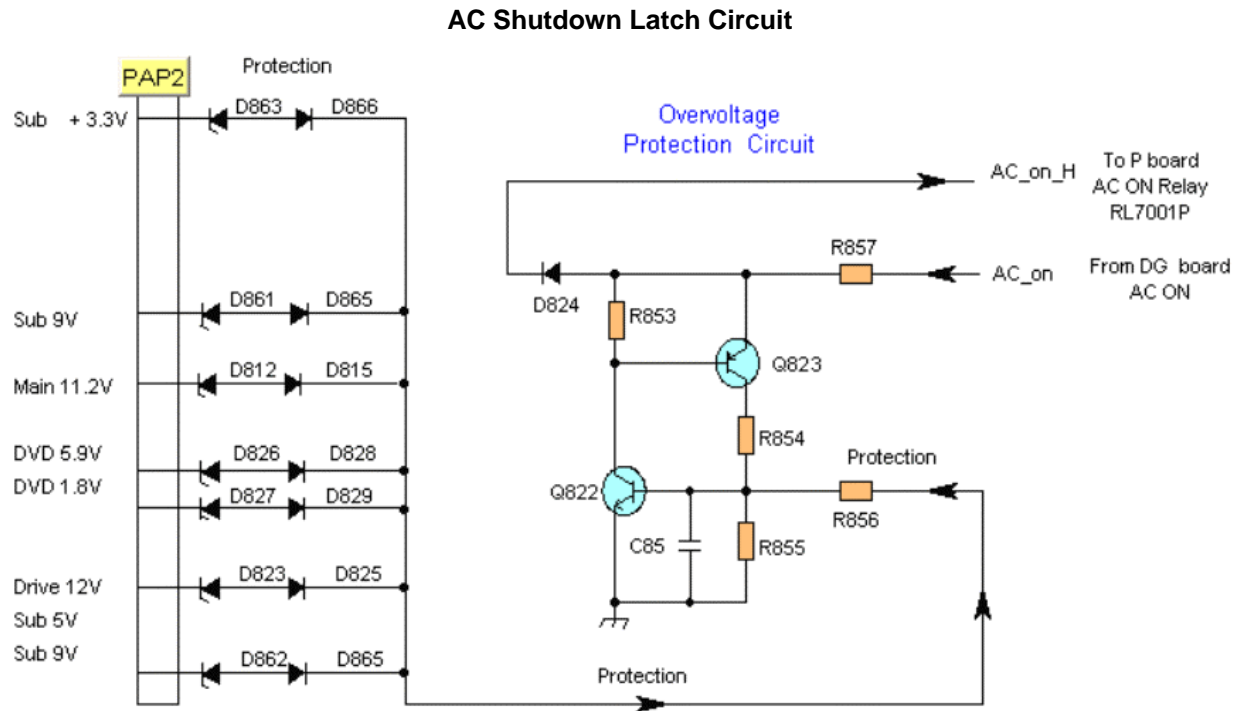 AC Shutdown Latch Circuit
PAP2
Protection
Sub + 3.3V
D863 D866
Overvoltage
Protection Circuit
AC_on_H
To P board
AC ON Relay
RL7001P
R857
AC_on
From DG board
AC ON
D824
R853
Q823
D861 D865
Sub 9V
D812 D815
Main 11.2V
R854
DVD 5.9V
D826 D828
Protection
DVD 1.8V
D827 D829
Q822
R856
C85
R855
Drive 12V
D823 D825
Sub 5V
Sub 9V
D862 D865
Protection